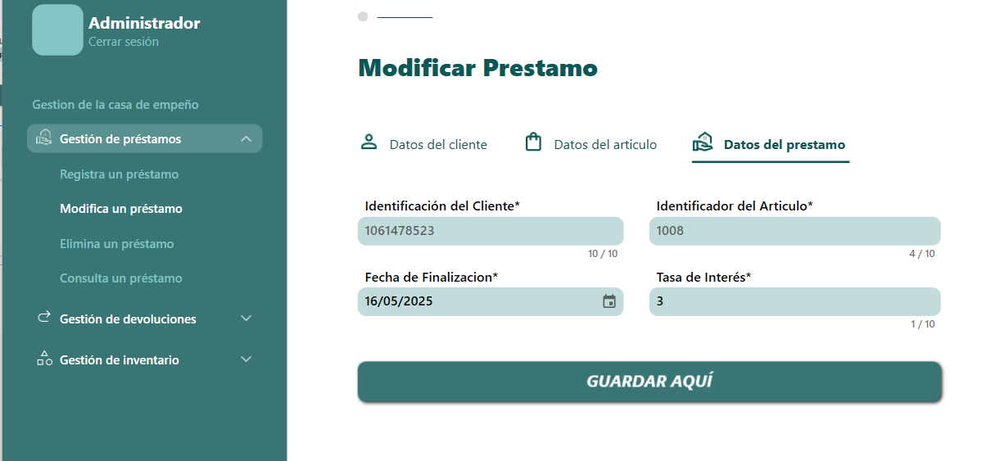 Administrador
Cerrar sesión
Gestion de la casa de empeño
Gestión de préstamos
Registra un préstamo
Modifica un préstamo
Elimina un préstamo
Consulta un préstamo
Gestión de devoluciones
Gestión de inventario
Modificar Prestamo
Datos del cliente
Datos del articulo
Datos del prestamo
Identificación del Cliente*
1061478523
10 / 10
Identificador del Articulo*
1008
4 / 10
Fecha de Finalizacion*
16/05/2025
Tasa de Interés*
3
1 / 10
GUARDAR AQUÍ